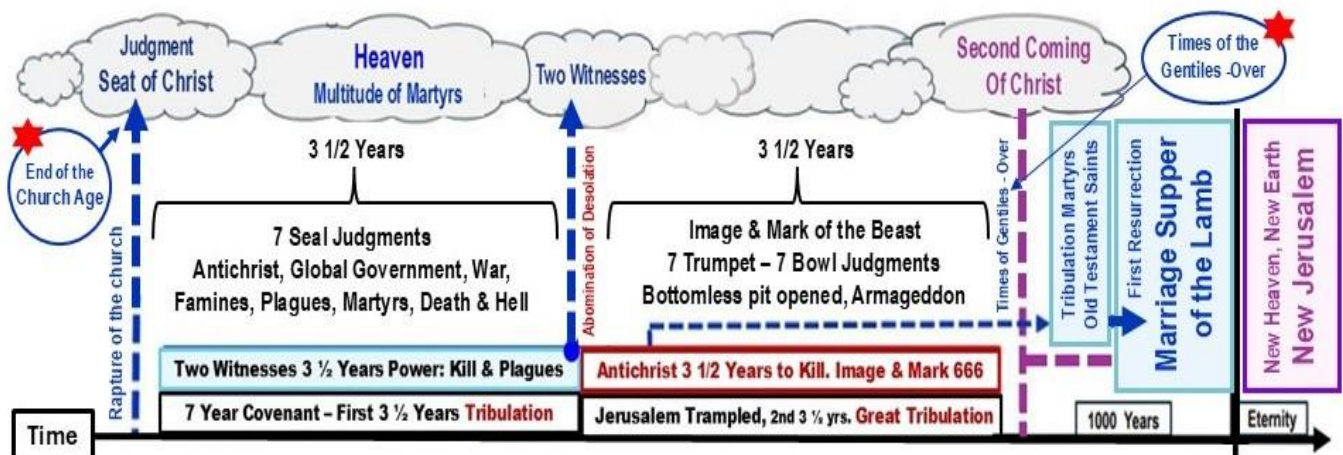 Judgment
Seat of Christ
Heaven
Multitude of Martyrs
Two Witnesses
Second Coming
Of Christ
Times of the
Gentiles -Over
End of the
Church Age
Rapture of the church
3 1/2 Years
7 Seal Judgments
Antichrist, Global Government, War,
Famines, Plagues, Martyrs, Death & Hell
Abomination of Desolation
3 1/2 Years
Image & Mark of the Beast
7 Trumpet – 7 Bowl Judgments
Bottomless pit opened, Armageddon
Times of Gentiles - Over
Tribulation Martyrs
Old Testament Saints
First Resurrection
Marriage Supper
of the Lamb
New Heaven, New Earth
New Jerusalem
Two Witnesses 3 ½ Years Power: Kill & Plagues
Antichrist 3 1/2 Years to Kill. Image & Mark 666
7 Year Covenant – First 3 ½ Years Tribulation
Jerusalem Trampled, 2nd 3 ½ yrs. Great Tribulation
1000 Years
Eternity
Time